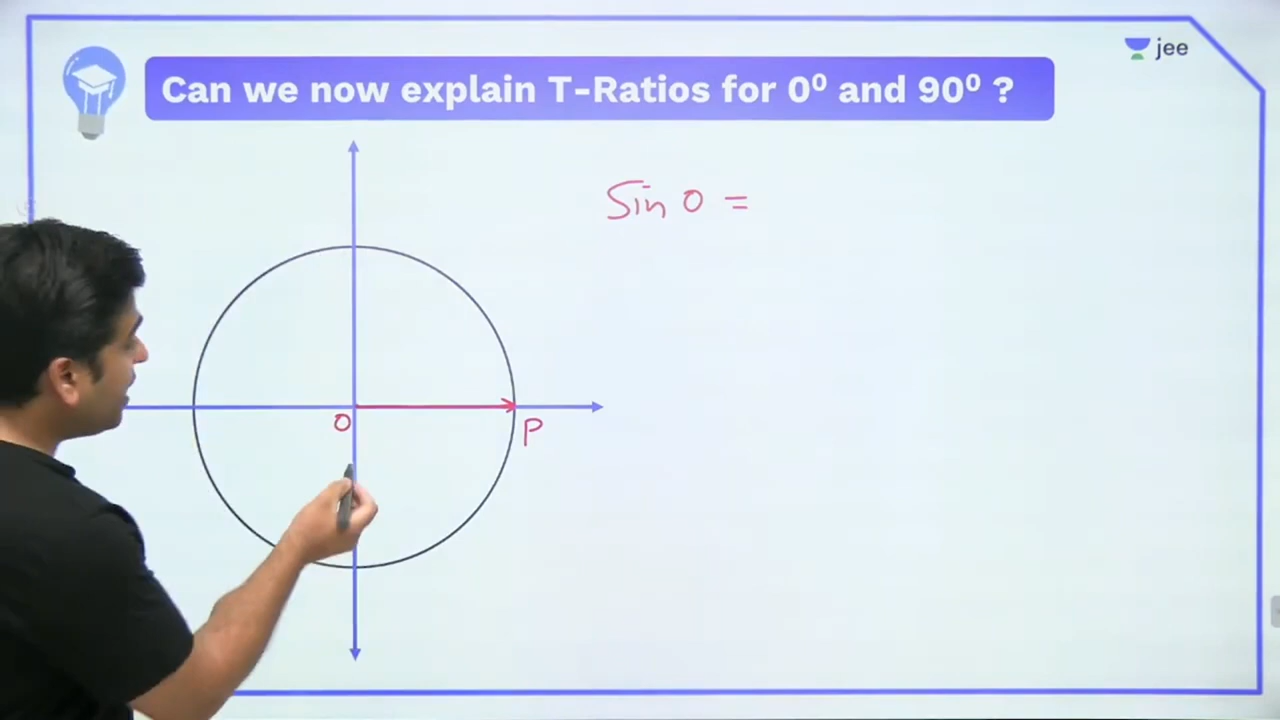 jee
Can we now explain T-Ratios for 0⁰ and 90⁰ ?
Sin 0 =
O
P